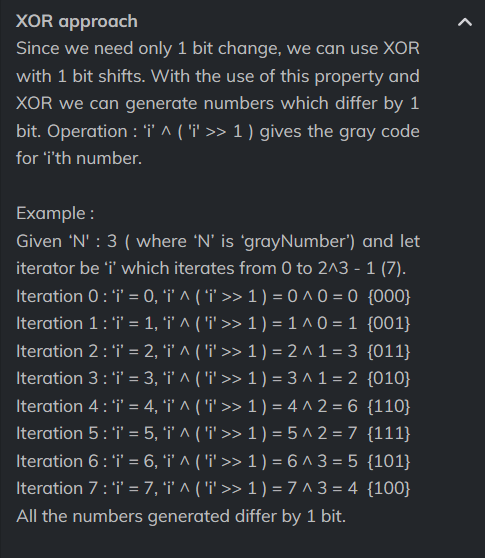 XOR approach
Since we need only 1 bit change, we can use XOR
with 1 bit shifts. With the use of this property and
XOR we can generate numbers which differ by 1
bit. Operation : ‘i’ ^ ( 'i' >> 1 ) gives the gray code
for ‘i’th number.
Example :
Given ‘N' : 3 ( where ‘N’ is ‘grayNumber’) and let
iterator be ‘i’ which iterates from 0 to 2^3 - 1 (7).
Iteration 0 : ‘i’ = 0, ‘i’ ^ ( ‘i’ >> 1 ) = 0 ^ 0 = 0 {000}
Iteration 1 : ‘i’ = 1, ‘i’ ^ ( 'i' >> 1 ) = 1 ^ 0 = 1 {001}
Iteration 2 : ‘i’ = 2, ‘i’ ^ ( 'i' >> 1 ) = 2 ^ 1 = 3 {011}
Iteration 3 : ‘i’ = 3, ‘i’ ^ ( 'i' >> 1 ) = 3 ^ 1 = 2 {010}
Iteration 4 : ‘i’ = 4, ‘i’ ^ ( 'i' >> 1 ) = 4 ^ 2 = 6 {110}
Iteration 5 : ‘i’ = 5, ‘i’ ^ ( 'i' >> 1 ) = 5 ^ 2 = 7 {111}
Iteration 6 : ‘i’ = 6, ‘i’ ^ ( 'i' >> 1 ) = 6 ^ 3 = 5 {101}
Iteration 7 : ‘i’ = 7, ‘i’ ^ ( 'i' >> 1 ) = 7 ^ 3 = 4 {100}
All the numbers generated differ by 1 bit.